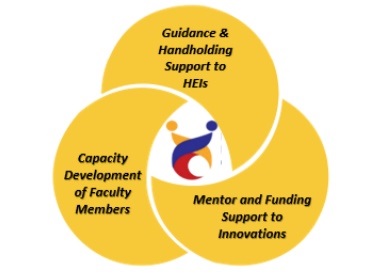 Guidance &
Handholding
Support to
HEIs
Capacity
Development
of Faculty
Members
Mentor and Funding
Support to
Innovations